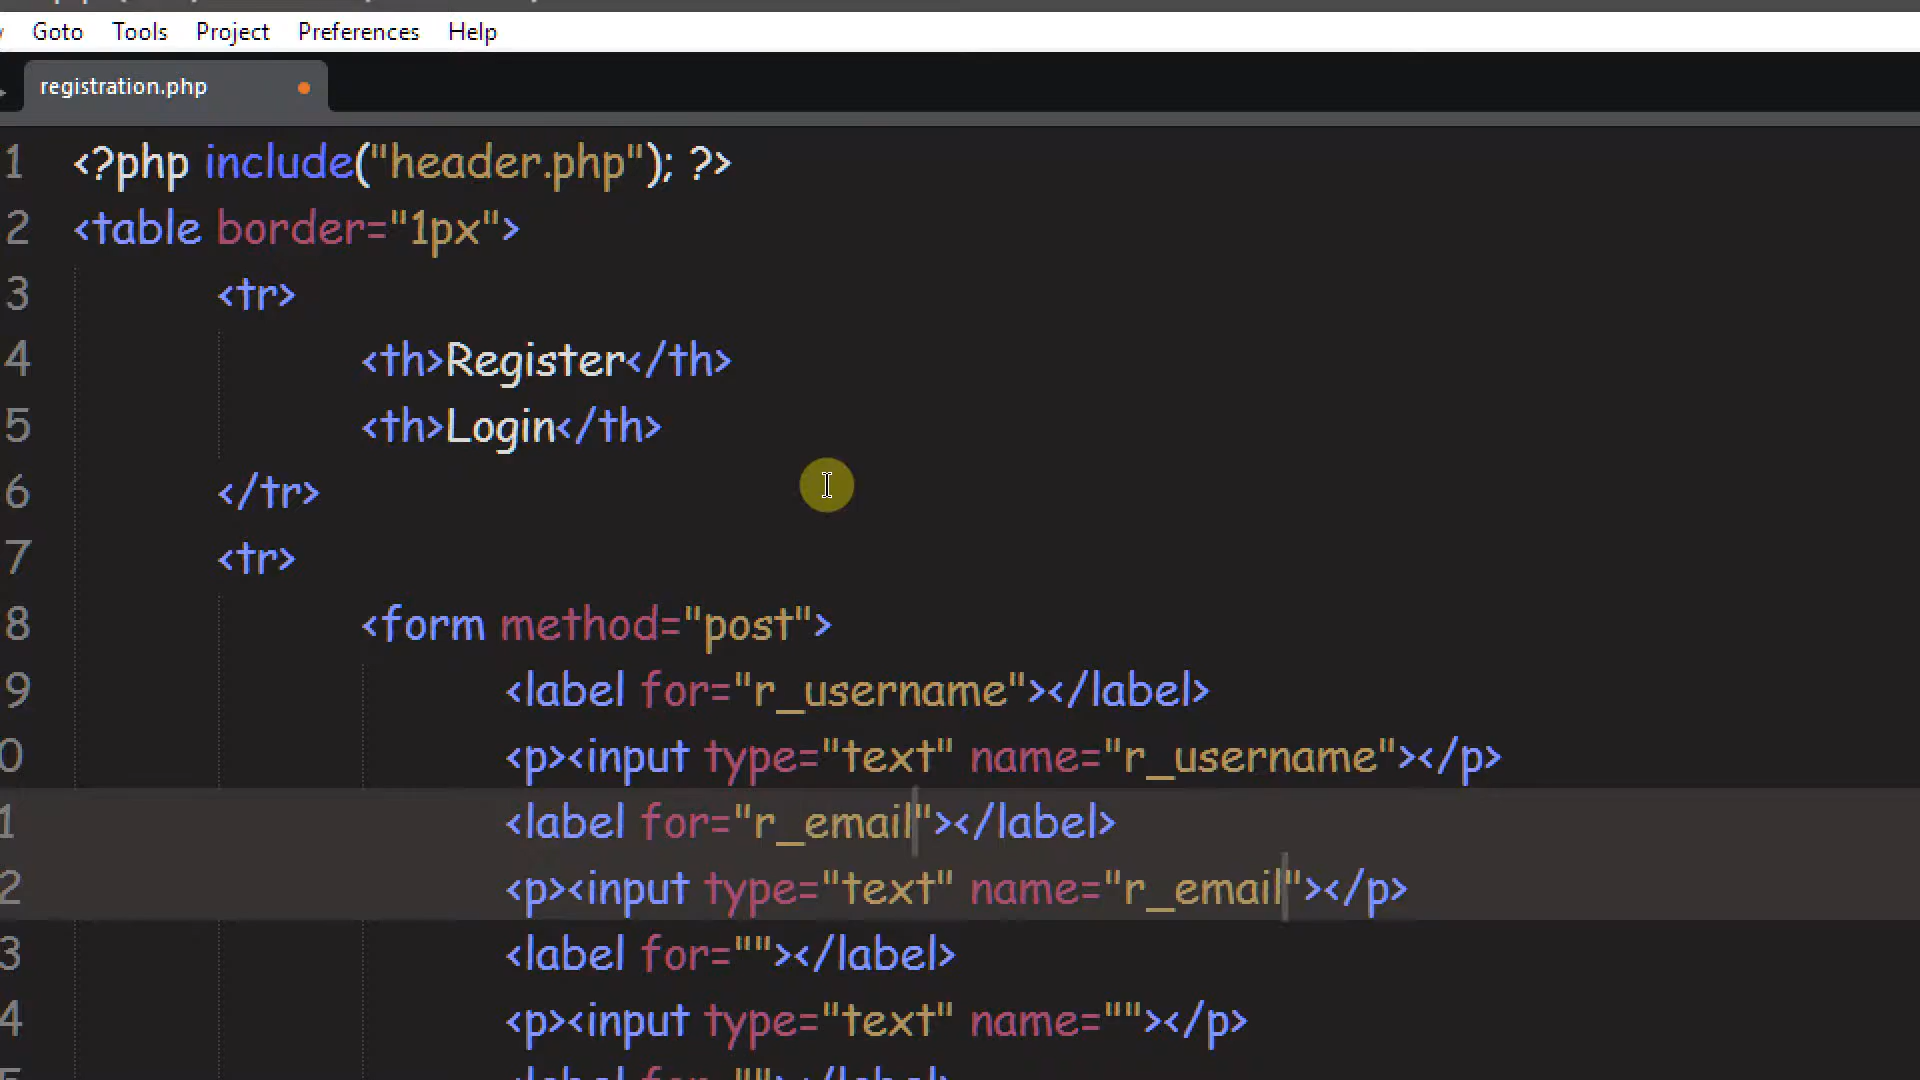 Goto Tools Project Preferences Help
registration.php
1 <?php include("header.php"); ?>
2 <table border="1px">
3 <tr>
4 <th>Register</th>
5 <th>Login</th>
6 </tr>
7 <tr>
8 <form method="post">
9 <label for="r_username"></label>
0 <p><input type="text" name="r_username"></p>
1 <label for="r_email"></label>
2 <p><input type="text" name="r_email"></p>
3 <label for=""></label>
4 <p><input type="text" name=""></p>
<label for=""></label>